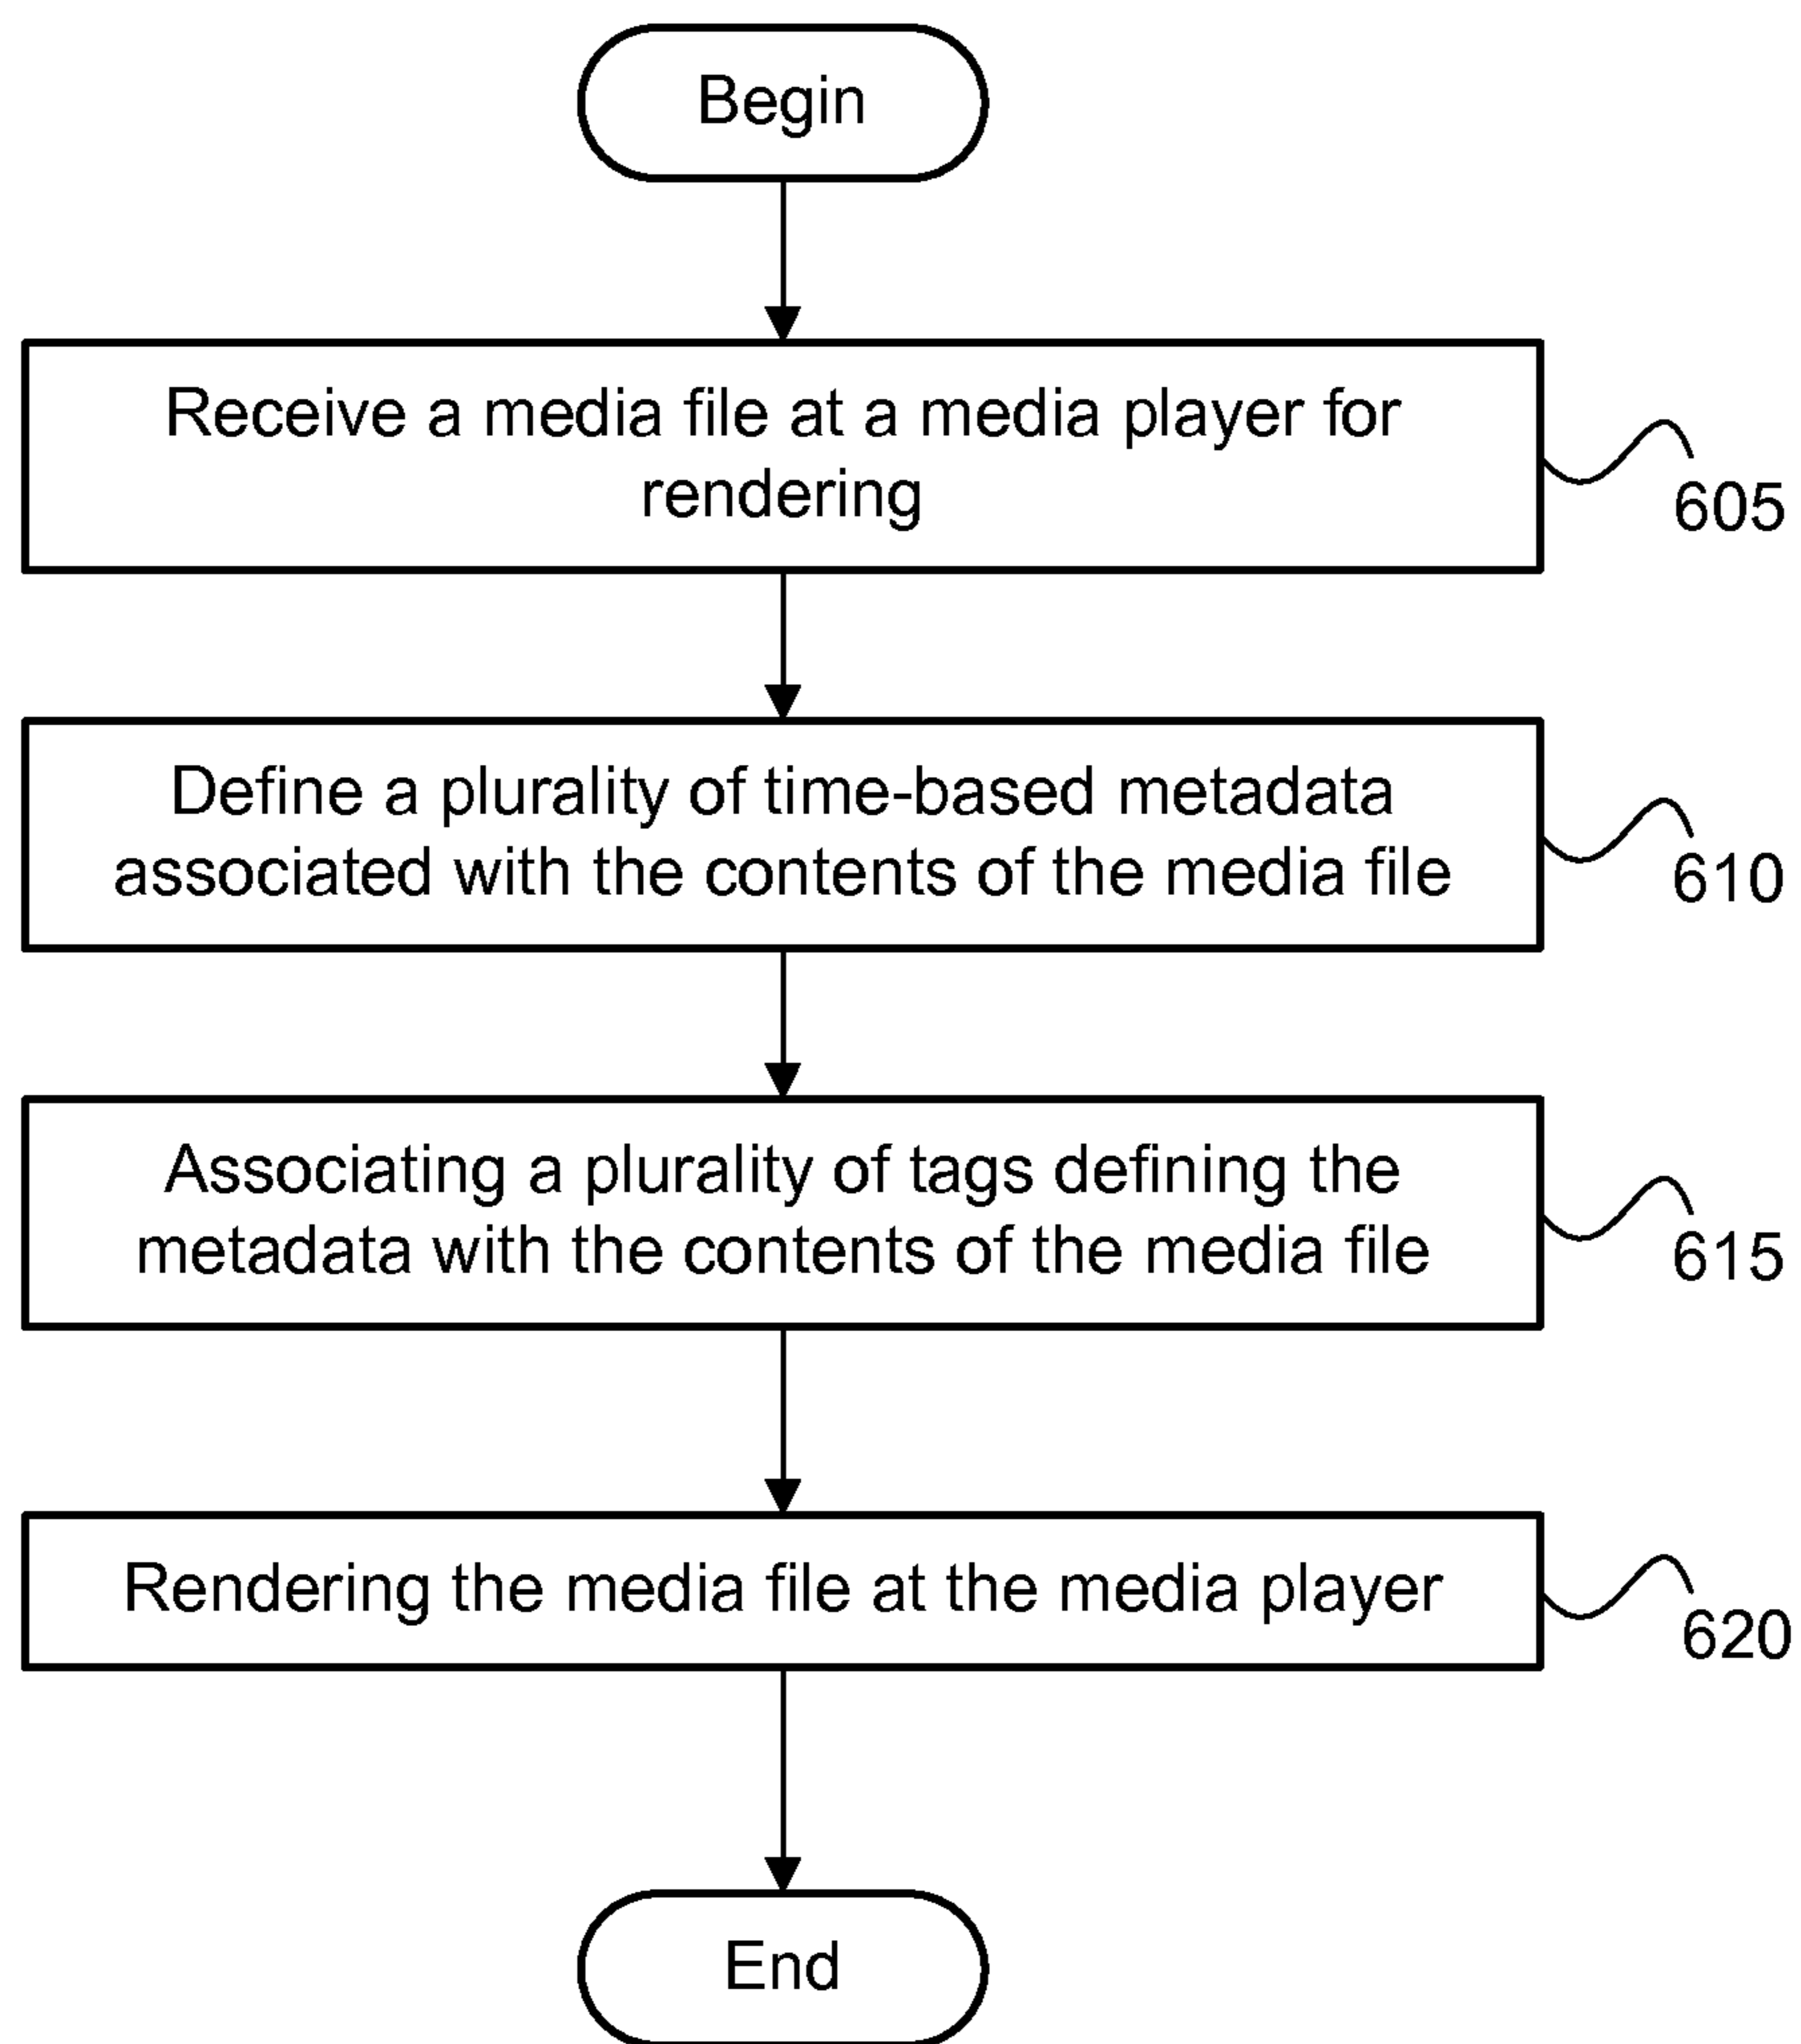 Begin
Receive a media file at a media player for
rendering
605
Define a plurality of time-based metadata
associated with the contents of the media file
610
Associating a plurality of tags defining the
metadata with the contents of the media file
615
Rendering the media file at the media player
620
End